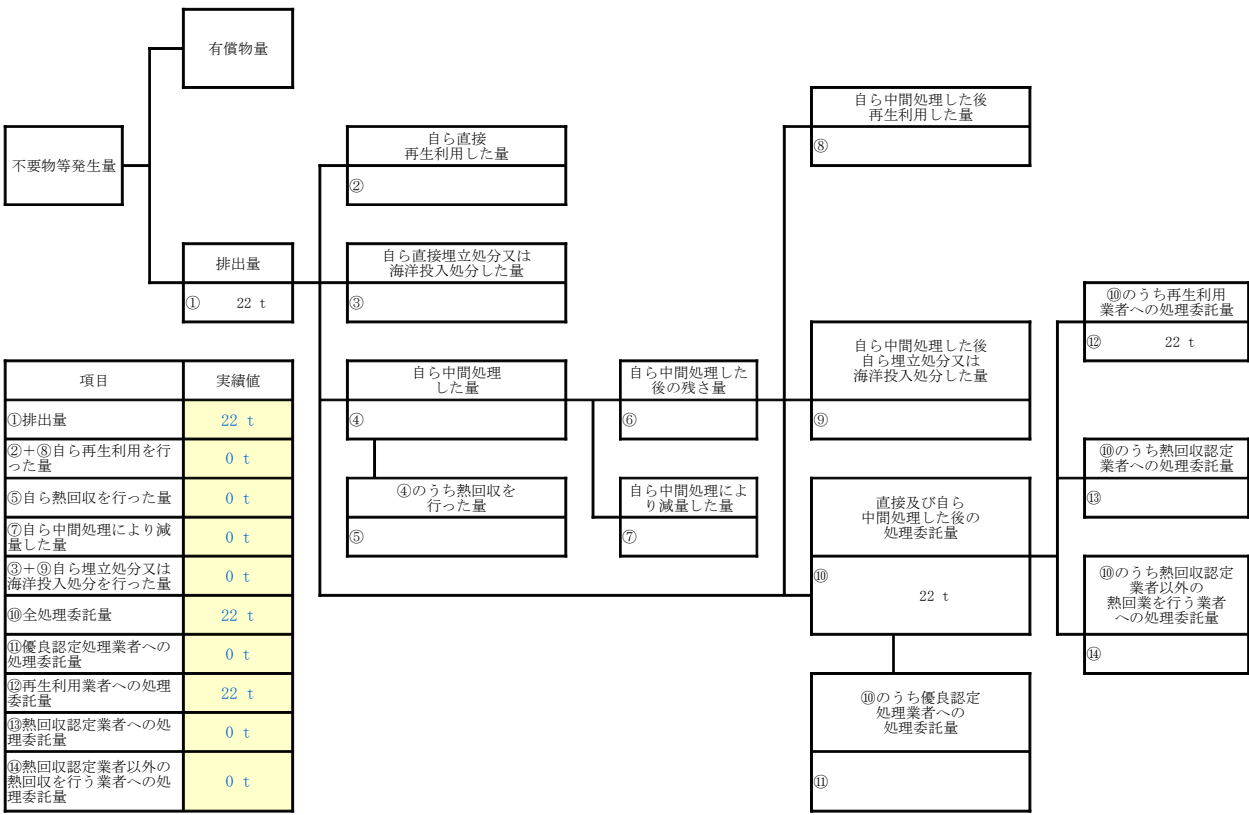 有償物量
不要物等発生量
自ら直接
再生利用した量
②
自ら中間処理した後
再生利用した量
⑧
排出量
① 22 t
自ら直接埋立処分又は
海洋投入処分した量
③
自ら中間処理
した量
④
自ら中間処理した
後の残さ量
⑥
自ら中間処理した後
自ら埋立処分又は
海洋投入処分した量
⑨
⑩のうち再生利用
業者への処理委託量
⑫ 22 t
④のうち熱回収を
行った量
⑤
自ら中間処理によ
り減量した量
⑦
直接及び自ら
中間処理した後の
処理委託量
⑩
22 t
⑩のうち熱回収認定
業者への処理委託量
⑬
⑩のうち熱回収認定
業者以外の
熱回業を行う業者
への処理委託量
⑭
⑩のうち優良認定
処理業者への
処理委託量
⑪
項目 実績値
①排出量 22 t
②+⑧自ら再生利用を行
った量 0 t
⑤自ら熱回収を行った量 0 t
⑦自ら中間処理により減
量した量 0 t
③+⑨自ら埋立処分又は
海洋投入処分を行った量 0 t
⑩全処理委託量 22 t
⑪優良認定処理業者への
処理委託量 0 t
⑫再生利用業者への処理
委託量 22 t
⑬熱回収認定業者への処
理委託量 0 t
⑭熱回収認定業者以外の
熱回収を行う業者への処
理委託量 0 t